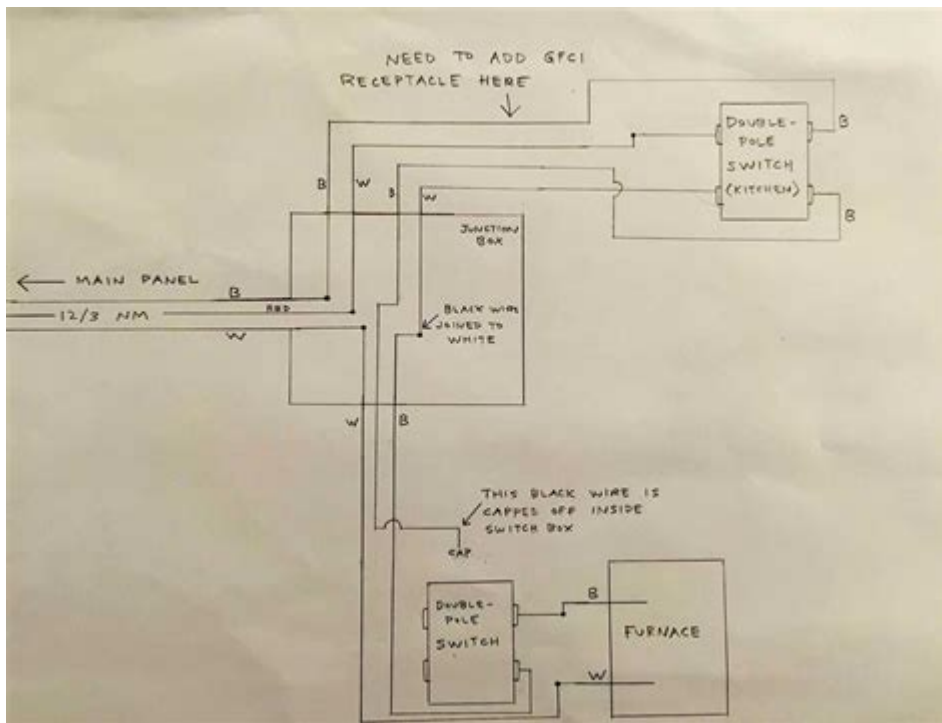 NEED TO ADD GFCI
RECEPTACLE HERE
B
DOUBLE-
POLE
SWITCH
(KITCHEN)
B
B
W
B
W
JUNCTION
BOX
MAIN PANEL
B
12/3 NM
RED
W
BLACK WIRE
JOINED TO
WHITE
W
B
THIS BLACK WIRE IS
CAPPED OFF INSIDE
SWITCH BOX
CAP
DOUBLE-
POLE
SWITCH
B
FURNACE
W